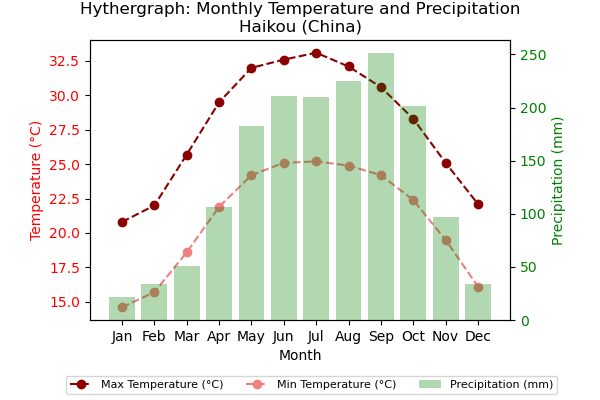 Hythergraph: Monthly Temperature and Precipitation
Haikou (China)
Temperature (°C)
32.5
30.0
27.5
25.0
22.5
20.0
17.5
15.0
250
200
150
100
50
0
Precipitation (mm)
Jan Feb Mar Apr May Jun Jul Aug Sep Oct Nov Dec
Month
Max Temperature (°C) Min Temperature (°C) Precipitation (mm)